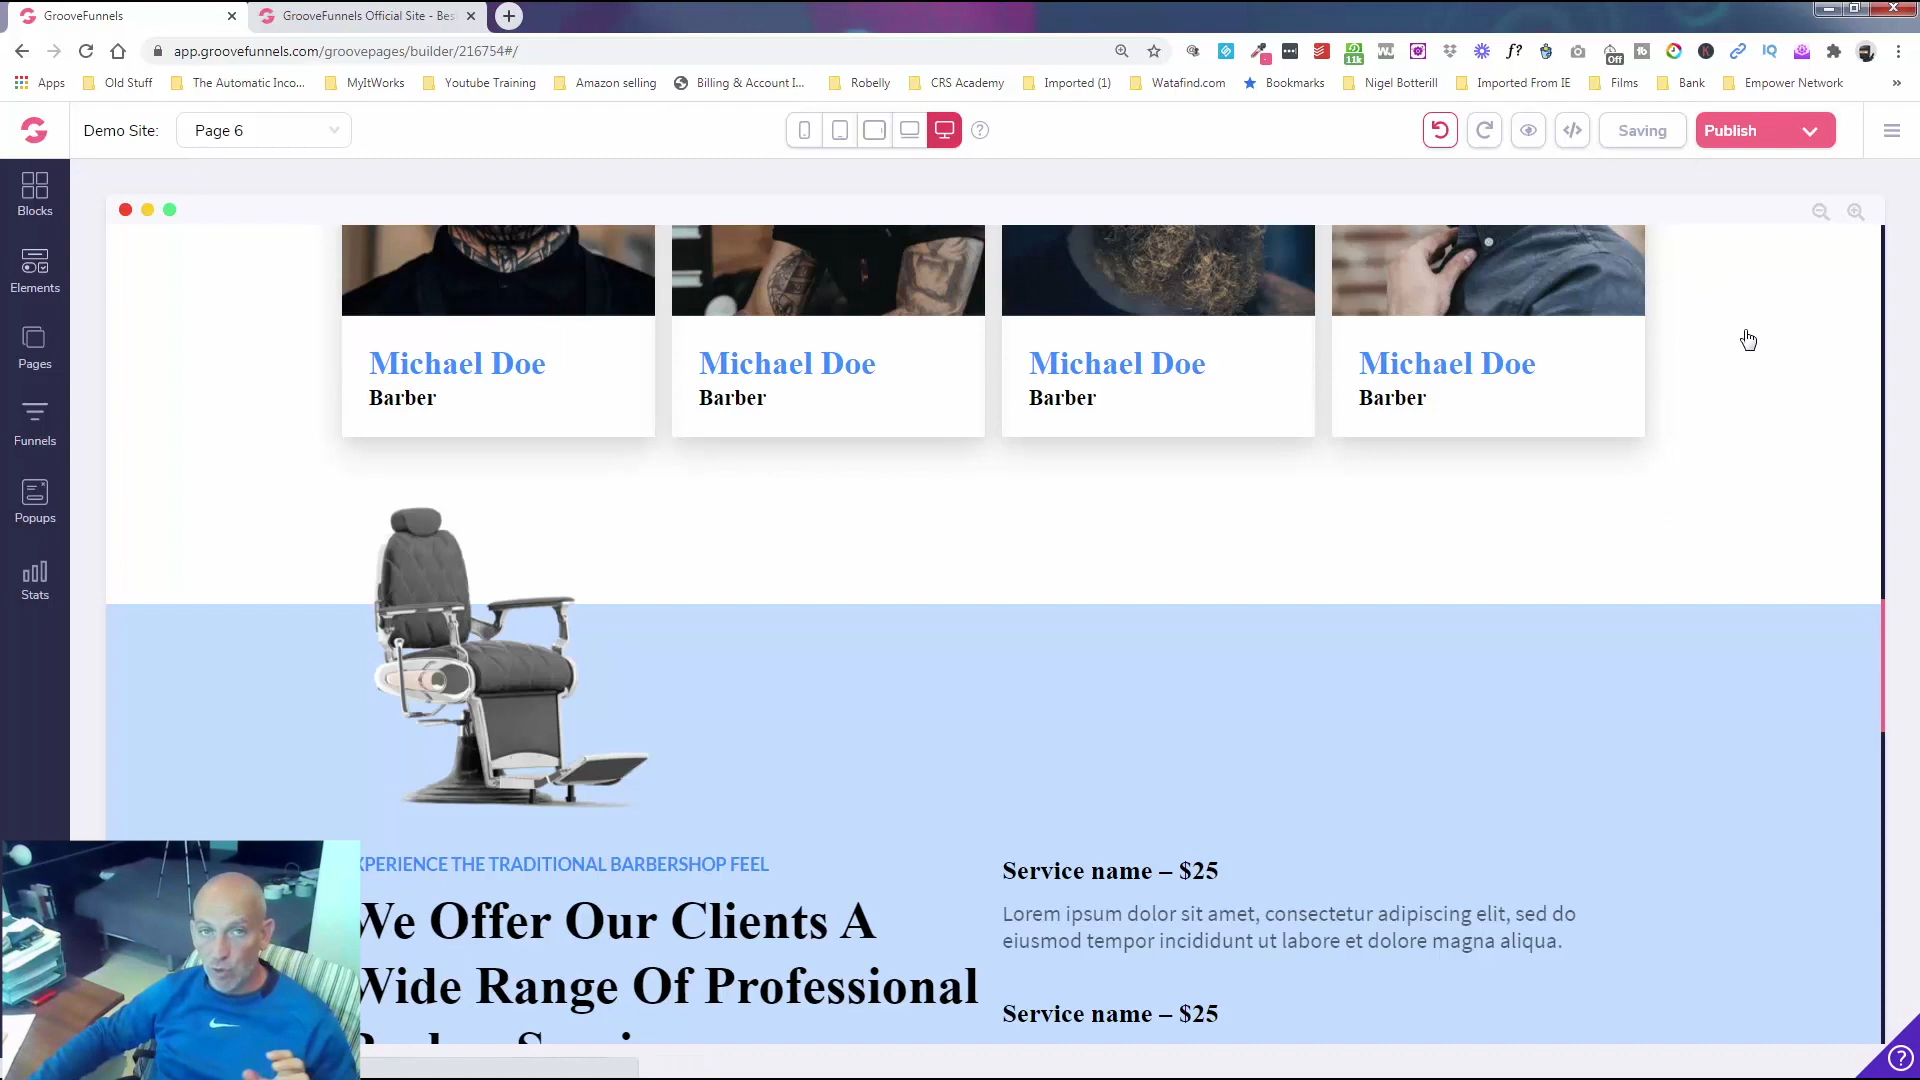 GrooveFunnels
GrooveFunnels Official Site - Bes
app.groovefunnels.com/groovepages/builder/216754#/
11k
Off
Apps
Old Stuff
The Automatic Inco...
MyItWorks
Youtube Training
Amazon selling
Billing & Account I...
Robelly
CRS Academy
Imported (1)
Watafind.com
Bookmarks
Nigel Botterill
Imported From IE
Films
Bank
Empower Network
Demo Site:
Page 6
Saving
Publish
Blocks
Elements
Pages
Funnels
Popups
Stats
Michael Doe
Barber
Michael Doe
Barber
Michael Doe
Barber
Michael Doe
Barber
XPERIENCE THE TRADITIONAL BARBERSHOP FEEL
We Offer Our Clients A
Wide Range Of Professional
Service name – $25
Lorem ipsum dolor sit amet, consectetur adipiscing elit, sed do
eiusmod tempor incididunt ut labore et dolore magna aliqua.
Service name – $25